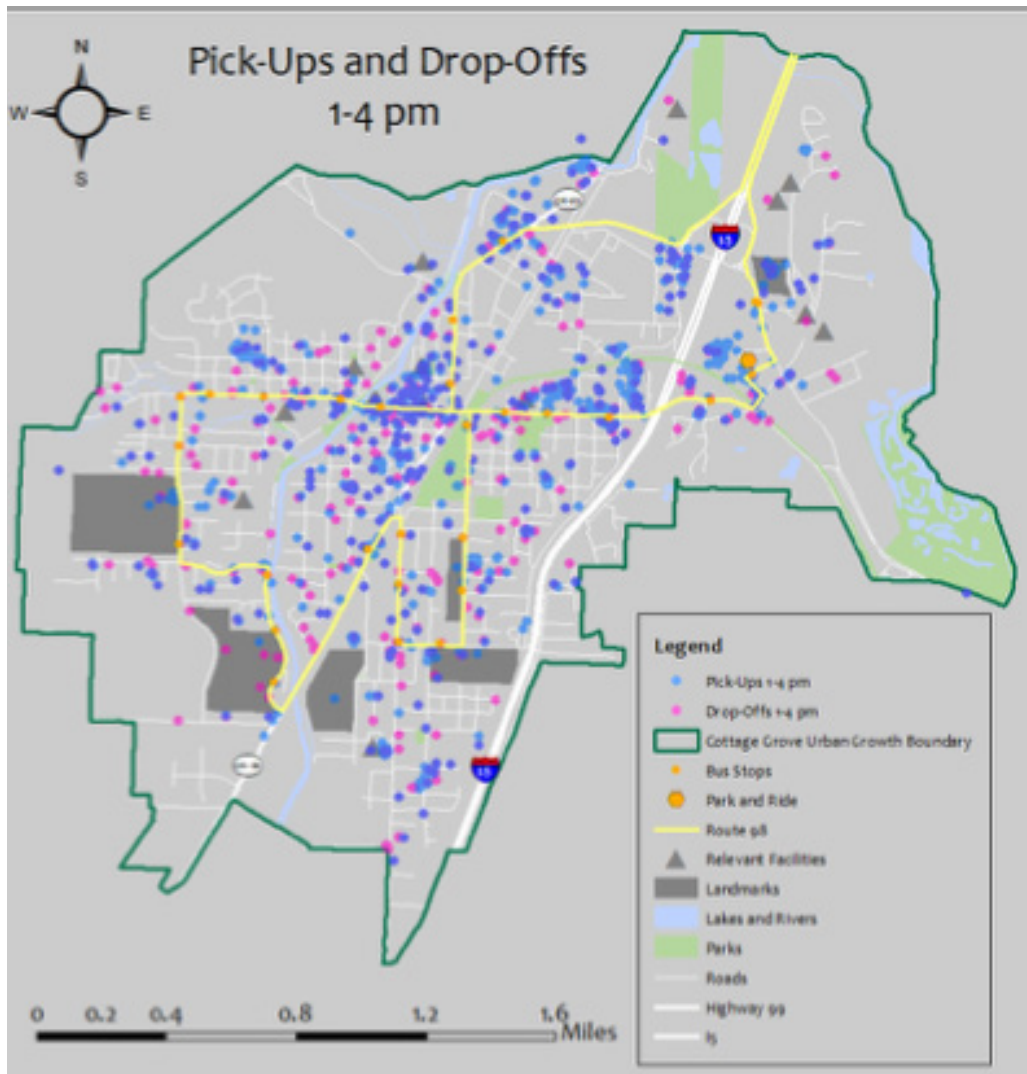 Pick-Ups and Drop-Offs
1-4 pm
N
W
E
S
Legend
Pick-Ups 1-4 pm
Drop-Offs 1-4 pm
Cottage Grove Urban Growth Boundary
Bus Stops
Park and Ride
Route 98
Relevant Facilities
Landmarks
Lakes and Rivers
Parks
Roads
Highway 99
I5
0 0.2 0.4 0.8 1.2 1.6
Miles